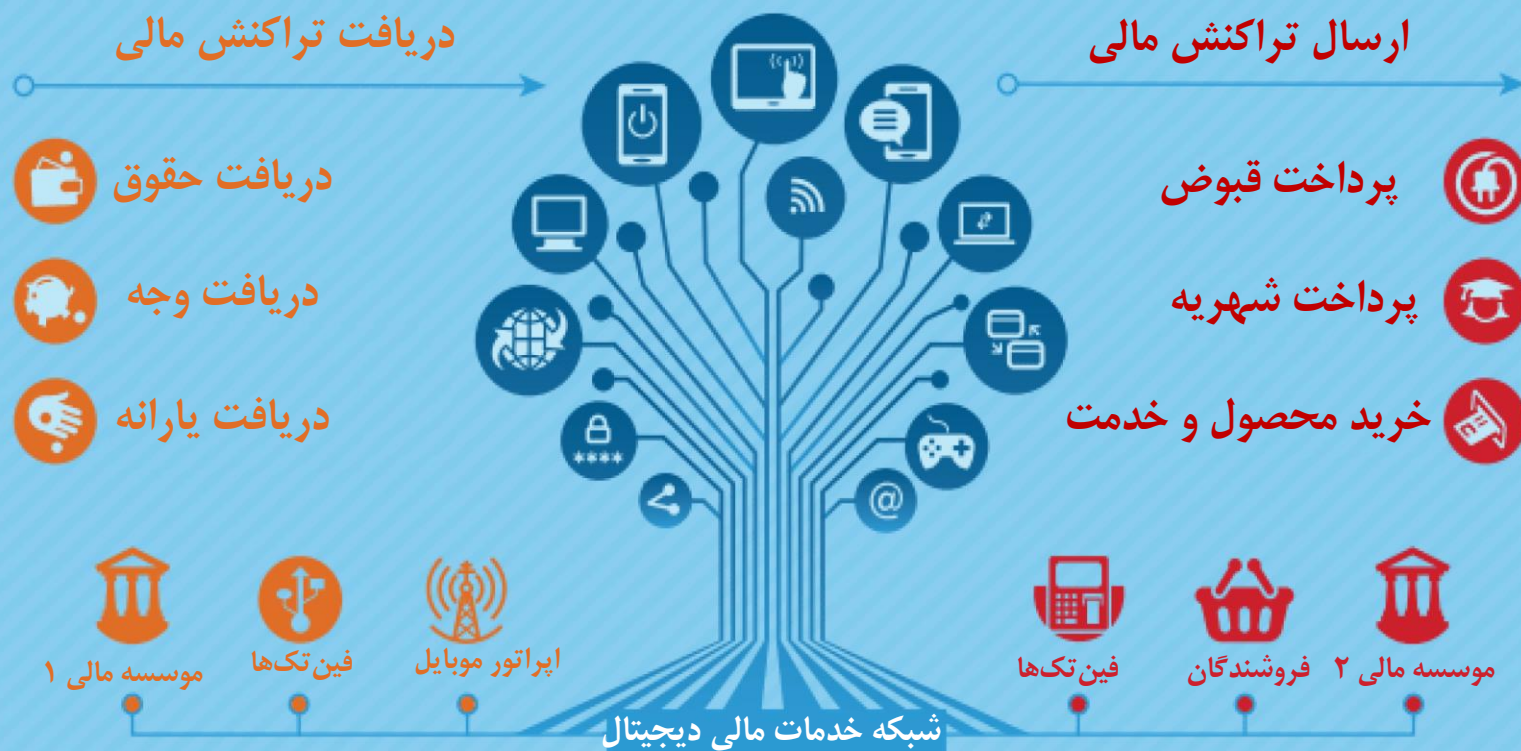 ارسال تراکنش مالی
پرداخت قبوض
پرداخت شهریه
خرید محصول و خدمت
دریافت تراکنش مالی
دریافت حقوق
دریافت وجه
دریافت یارانه
@
****
موسسه مالی ۲
فروشندگان
فین‌تک‌ها
اپراتور موبایل
فین‌تک‌ها
موسسه مالی ۱
شبکه خدمات مالی دیجیتال